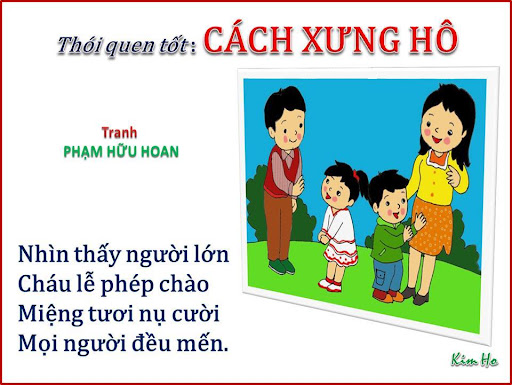 Thói quen tốt: CÁCH XƯNG HÔ
Tranh
PHẠM HỮU HOAN
Nhìn thấy người lớn
Cháu lễ phép chào
Miệng tươi nụ cười
Mọi người đều mến.
Kim Ho